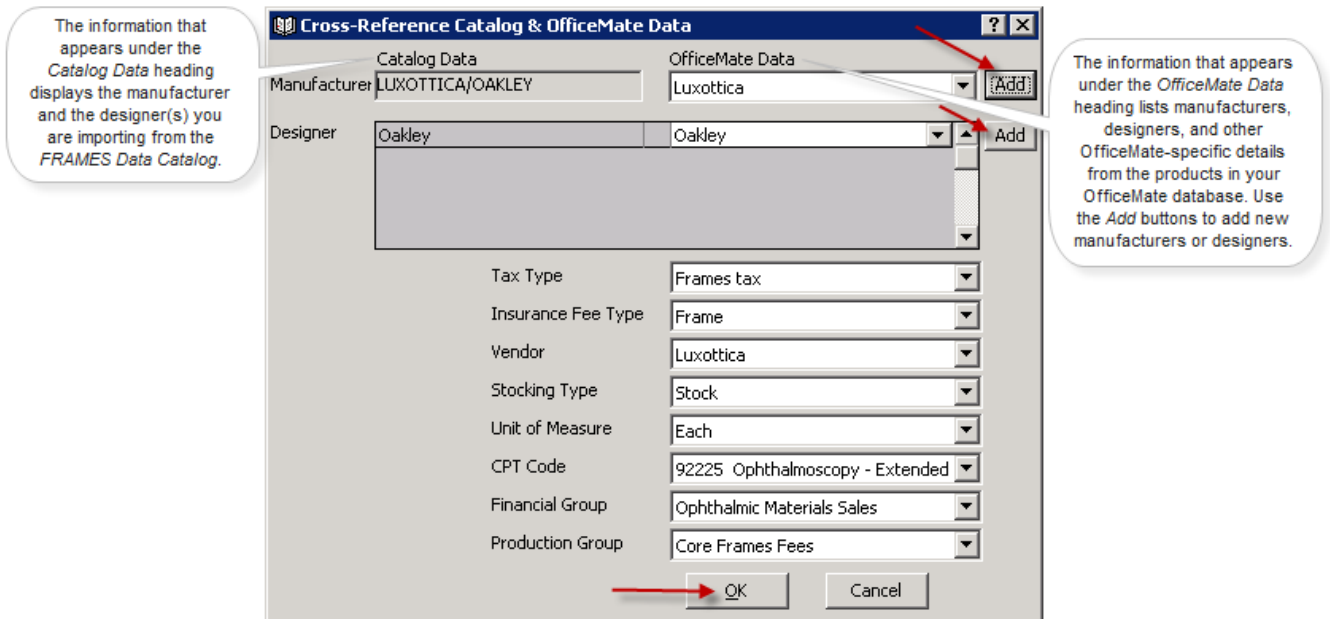 The information that
appears under the
Catalog Data heading
displays the manufacturer
and the designer(s) you
are importing from the
FRAMES Data Catalog.
Cross-Reference Catalog & OfficeMate Data
Catalog Data OfficeMate Data
Manufacturer LUXOTTICA/OAKLEY Luxottica Add
Designer Oakley Oakley Add
Tax Type Frames tax
Insurance Fee Type Frame
Vendor Luxottica
Stocking Type Stock
Unit of Measure Each
CPT Code 92225 Ophthalmoscopy - Extended
Financial Group Ophthalmic Materials Sales
Production Group Core Frames Fees
OK Cancel
The information that appears
under the OfficeMate Data
heading lists manufacturers,
designers, and other
OfficeMate-specific details
from the products in your
OfficeMate database. Use
the Add buttons to add new
manufacturers or designers.